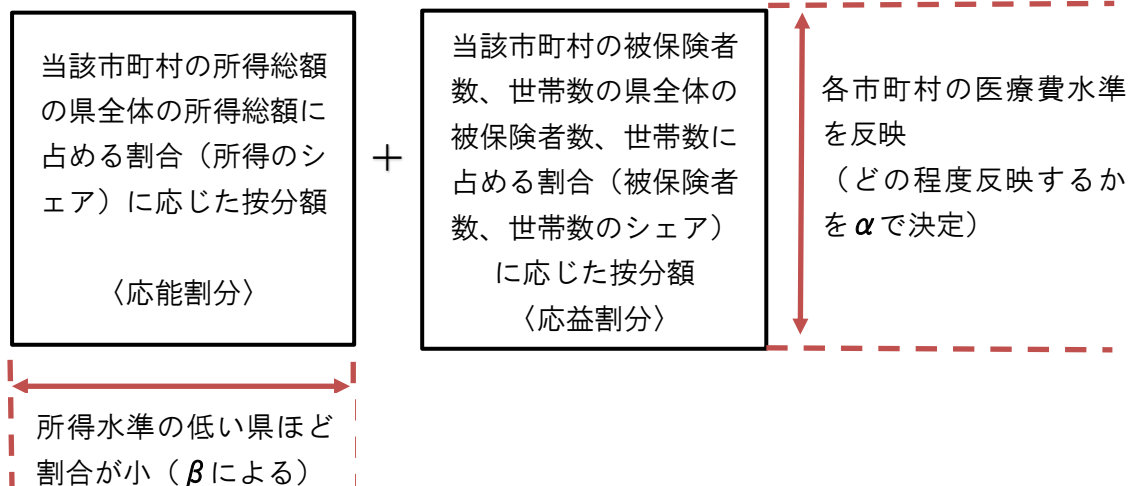 当該市町村の所得総額
の県全体の所得総額に
占める割合（所得のシ
ェア）に応じた按分額
〈応能割分〉
＋
当該市町村の被保険者
数、世帯数の県全体の
被保険者数、世帯数に
占める割合（被保険者
数、世帯数のシェア）
に応じた按分額
〈応益割分〉
各市町村の医療費水準
を反映
（どの程度反映するか
をαで決定）
所得水準の低い県ほど
割合が小（βによる）